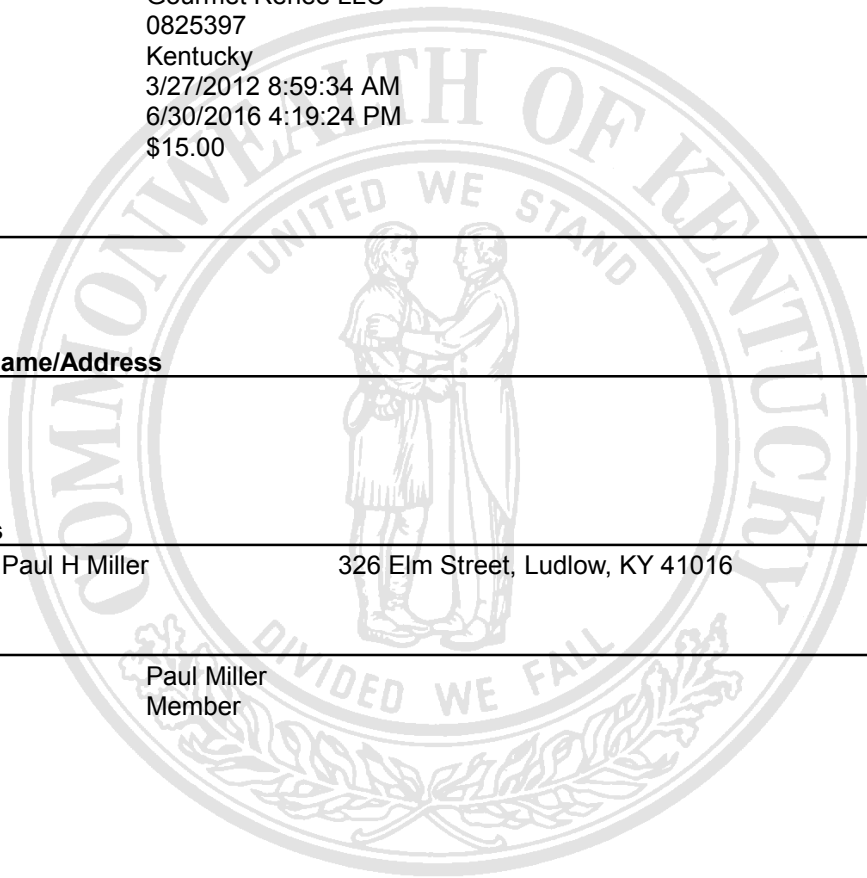 0825397
Kentucky
3/27/2012 8:59:34 AM
6/30/2016 4:19:24 PM
$15.00
COMMONWEALTH OF KENTUCKY
UNITED WE STAND
ame/Address
s
Paul H Miller 326 Elm Street, Ludlow, KY 41016
DIVIDED WE FALL
Paul Miller
Member